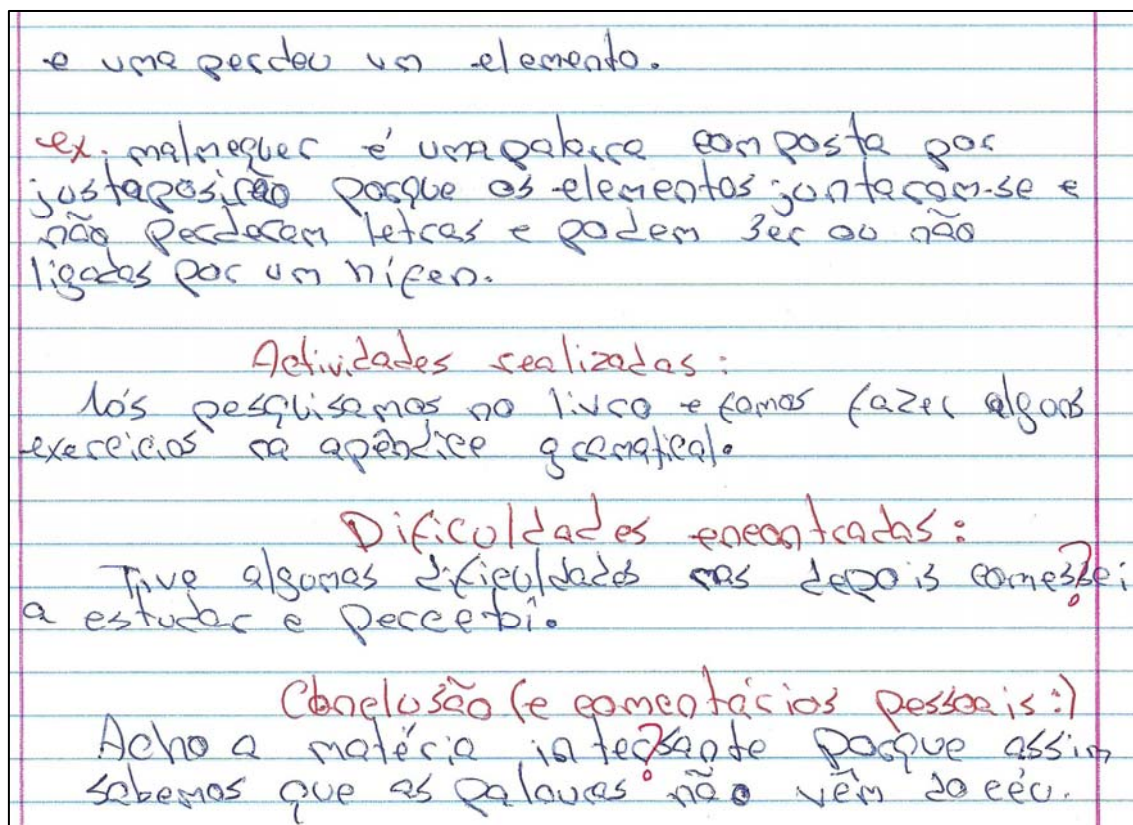 e uma perdeu um elemento.
ex: malmequer é uma palavra composta por
justaposição porque os elementos juntaram-se e
não perderam letras e podem ser ou não
ligadas por um hífen.
Actividades realizadas:
Nós pesquisamos no livro e fomos fazer alguns
exercicios na apêndice gramatical.
Dificuldades encontradas:
Tive algumas dificuldades mas depois comessei
?
a estudar e percebi.
Conclusão (e comentários pessoais:)
Acho a matéria intersante porque assim
?
sabemos que as palavras não vêm do céu.